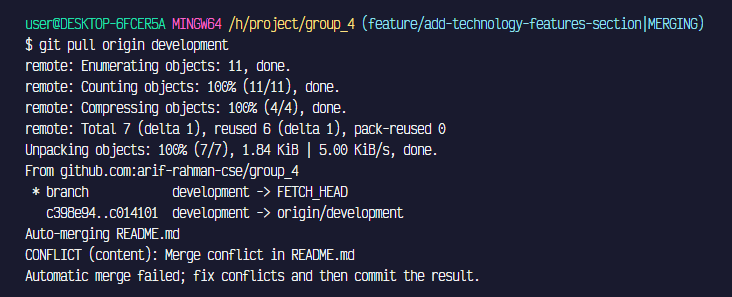 user@DESKTOP-6FCER5A MINGW64 /h/project/group_4 (feature/add-technology-features-section|MERGING)
$ git pull origin development
remote: Enumerating objects: 11, done.
remote: Counting objects: 100% (11/11), done.
remote: Compressing objects: 100% (4/4), done.
remote: Total 7 (delta 1), reused 6 (delta 1), pack-reused 0
Unpacking objects: 100% (7/7), 1.84 KiB | 5.00 KiB/s, done.
From github.com:arif-rahman-cse/group_4
 * branch            development -> FETCH_HEAD
   c398e94..c014101  development -> origin/development
Auto-merging README.md
CONFLICT (content): Merge conflict in README.md
Automatic merge failed; fix conflicts and then commit the result.